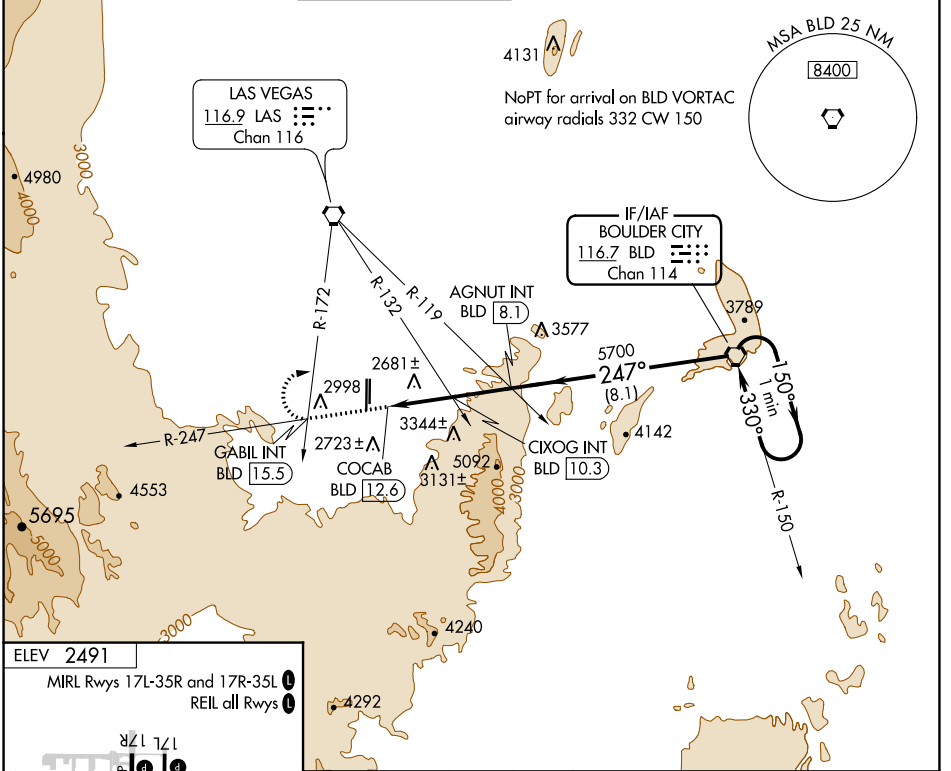 MSA BLD 25 NM
8400
4131
NoPT for arrival on BLD VORTAC
airway radials 332 CW 150
LAS VEGAS
116.9 LAS
Chan 116
3000
4980
4000
IF/IAF
BOULDER CITY
116.7 BLD
Chan 114
R-172
R-132
R-119
AGNUT INT
BLD 8.1
3577
3789
5700
247°
(8.1)
150°
1 min
330°
2681±
2998
R-247
GABIL INT
BLD 15.5
2723±
3344±
COCAB
BLD 12.6
3131±
5092
4000
3000
CIXOG INT
BLD 10.3
4142
R-150
4553
5695
5000
3000
4240
4292
ELEV 2491
MIRL Rwys 17L-35R and 17R-35L L
REIL all Rwys L
17R
17L
P
P